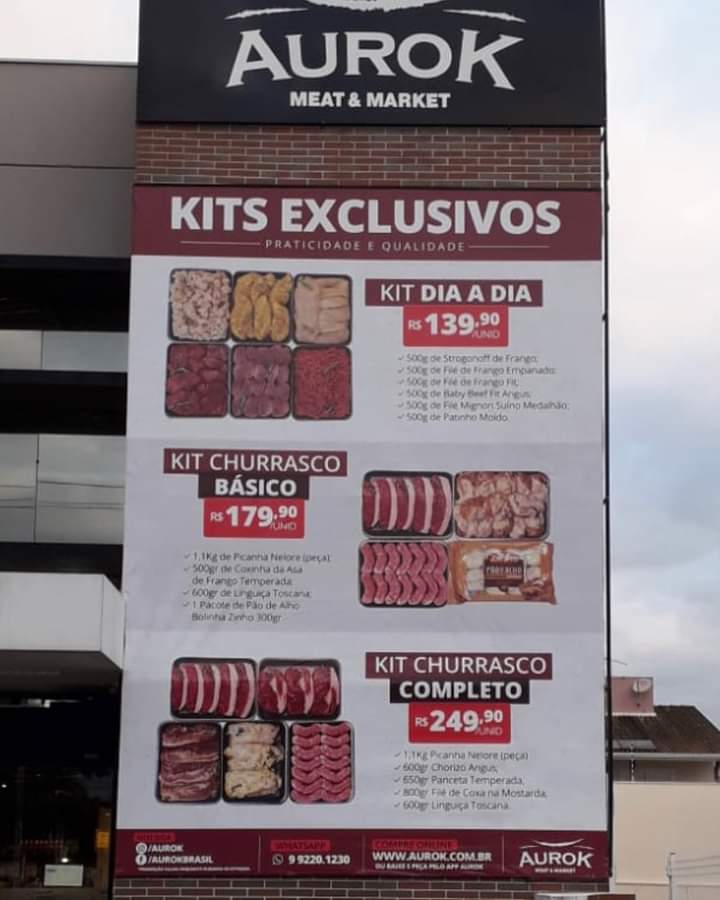 AUROK
MEAT & MARKET
KITS EXCLUSIVOS
PRATICIDADE E QUALIDADE
KIT DIA A DIA
R$ 139,90
/UNID
500g de Strogonoff de Frango;
500g de Filé de Frango Empanado;
500g de Filé de Frango Fit;
500g de Baby Beef Fit Angus;
500g de Filé Mignon Suíno Medalhão;
500g de Patinho Moído.
KIT CHURRASCO
BÁSICO
R$ 179,90
/UNID
1,1Kg de Picanha Nelore (peça);
500gr de Coxinha da Asa
de Frango Temperada;
600gr de Linguiça Toscana;
1 Pacote de Pão de Alho
Bolinha Zinho 300gr
KIT CHURRASCO
COMPLETO
R$ 249,90
/UNID
1,1Kg Picanha Nelore (peça)
600gr Chorizo Angus;
650gr Panceta Temperada,
800gr Filé de Coxa na Mostarda;
600gr Linguiça Toscana.
/AUROK
/AUROKBRASIL
WHATSAPP
9 9220.1230
COMPRE ONLINE
WWW.AUROK.COM.BR
OU BAIXE E PEÇA PELO APP AUROK
AUROK
MEAT & MARKET